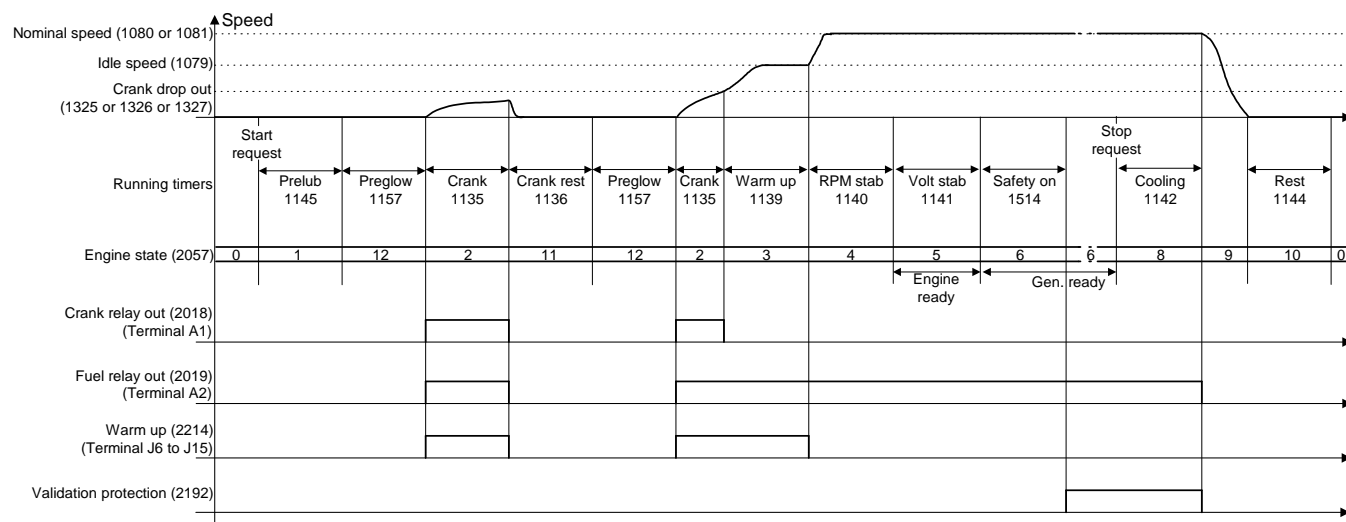 Speed
Nominal speed (1080 or 1081)
Idle speed (1079)
Crank drop out
(1325 or 1326 or 1327)
Start
request
Stop
request
Running timers
Prelub
1145
Preglow
1157
Crank
1135
Crank rest
1136
Preglow
1157
Crank
1135
Warm up
1139
RPM stab
1140
Volt stab
1141
Safety on
1514
Cooling
1142
Rest
1144
Engine state (2057)
0 1 12 2 11 12 2 3 4 5 6 6 8 9 10 0
Engine
ready
Gen. ready
Crank relay out (2018)
(Terminal A1)
Fuel relay out (2019)
(Terminal A2)
Warm up (2214)
(Terminal J6 to J15)
Validation protection (2192)